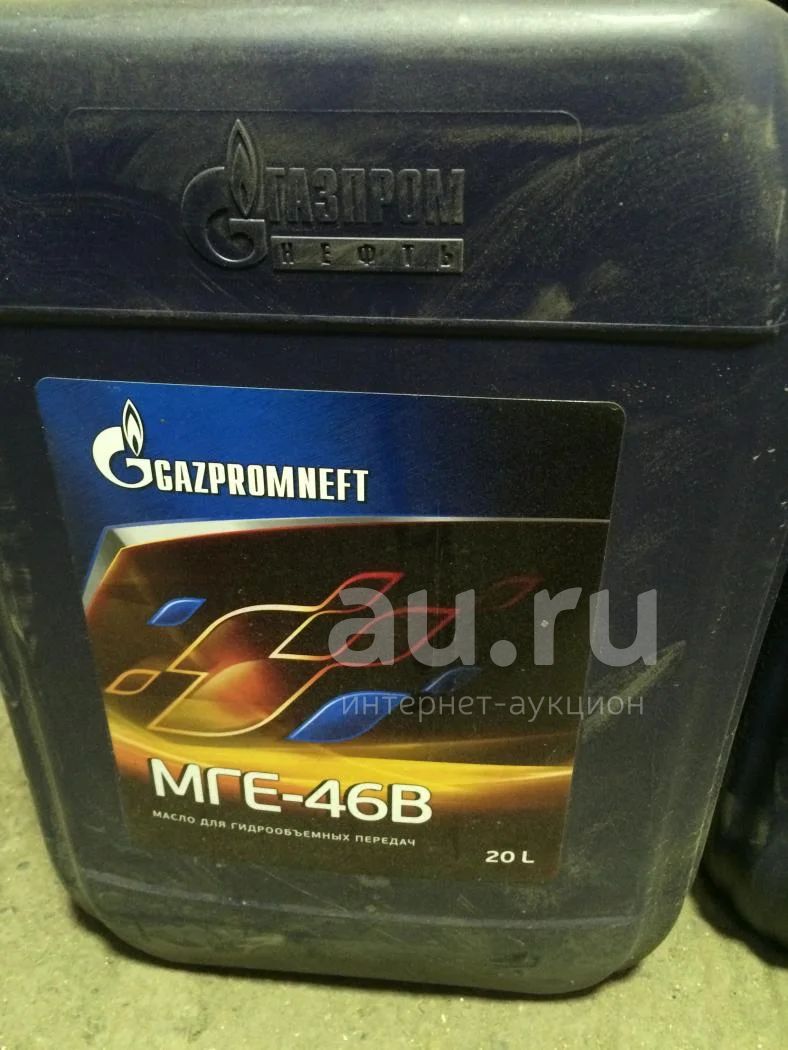 ГАЗПРОМ
НЕФТЬ
GAZPROMNEFT
au.ru
интернет-аукцион
МГЕ-46В
МАСЛО ДЛЯ ГИДРООБЪЕМНЫХ ПЕРЕДАЧ
20 L